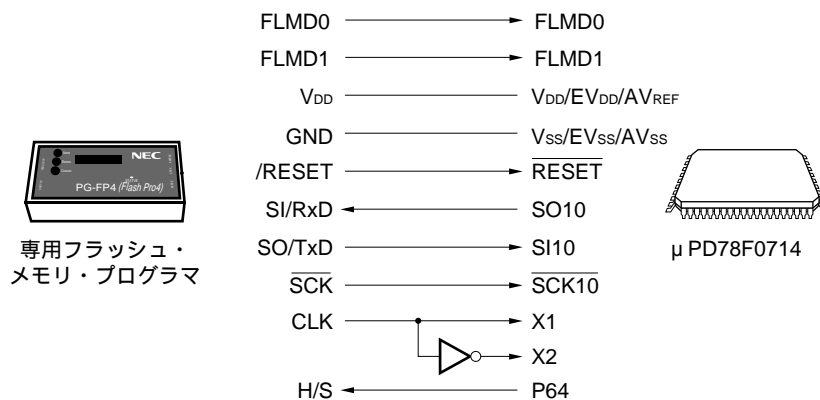 FLMD0 FLMD0
FLMD1 FLMD1
VDD VDD/EVDD/AVREF
GND VSS/EVSS/AVSS
/RESET RESET
SI/RxD SO10
SO/TxD SI10
SCK SCK10
CLK X1
X2
H/S P64
NEC
PG-FP4 (Flash Pro4)
専用フラッシュ・
メモリ・プログラマ
μ PD78F0714